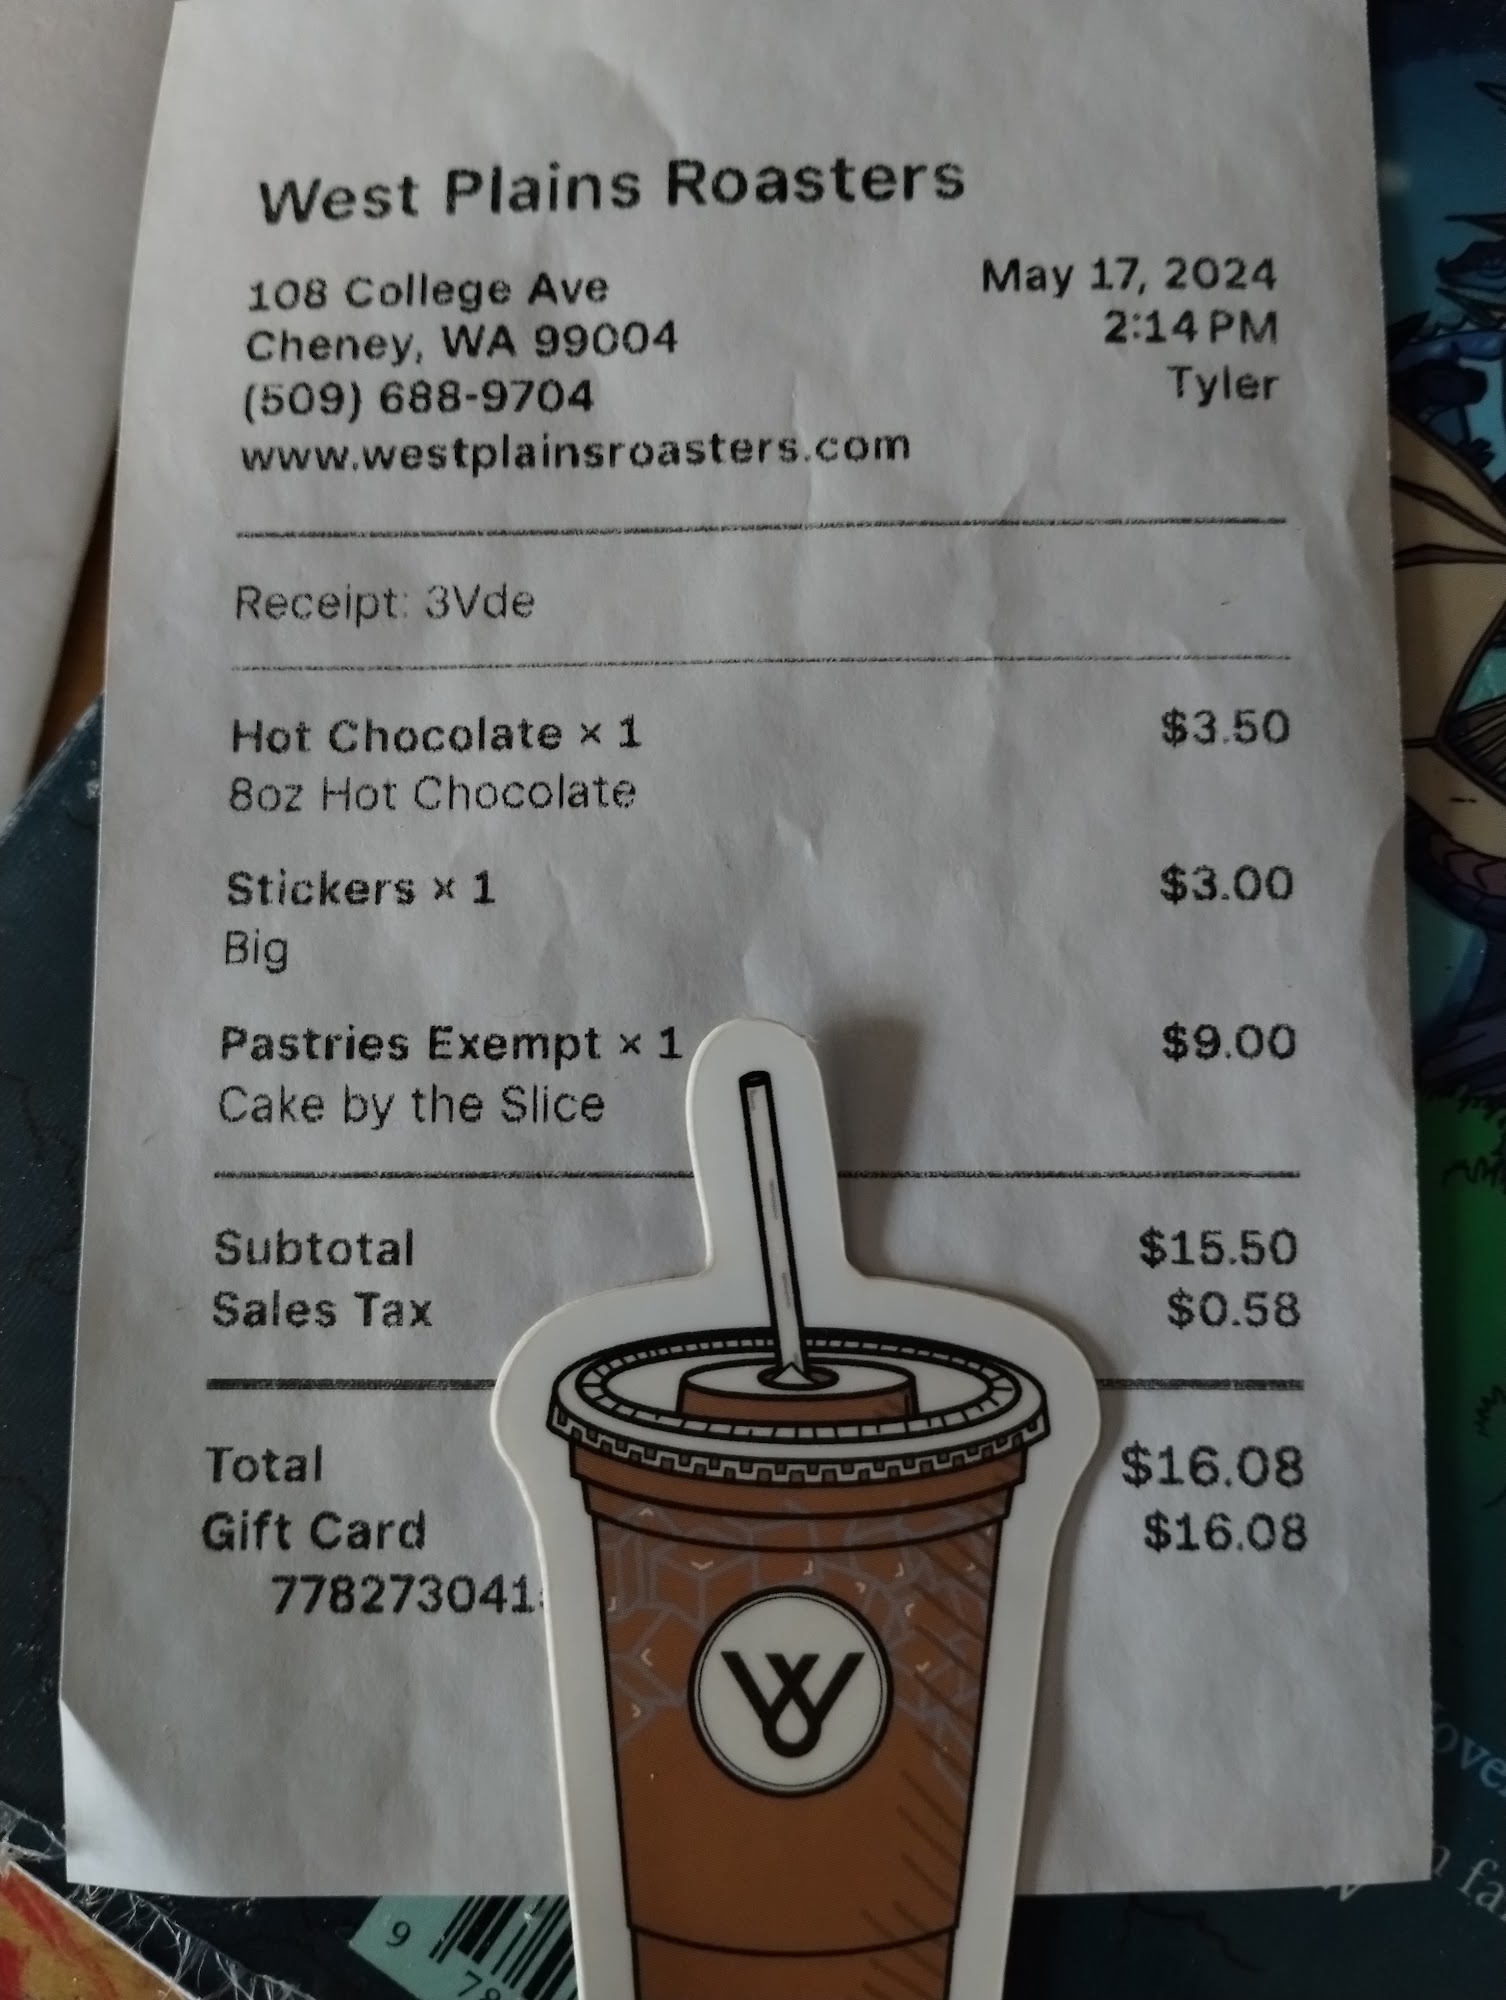 West Plains Roasters
108 College Ave
Cheney, WA 99004
(509) 688-9704
www.westplainsroasters.com
May 17, 2024
2:14 PM
Tyler
Receipt: 3Vde
Hot Chocolate × 1 $3.50
8oz Hot Chocolate
Stickers × 1 $3.00
Big
Pastries Exempt × 1 $9.00
Cake by the Slice
Subtotal $15.50
Sales Tax $0.58
Total $16.08
Gift Card $16.08
778273041
W
9
78